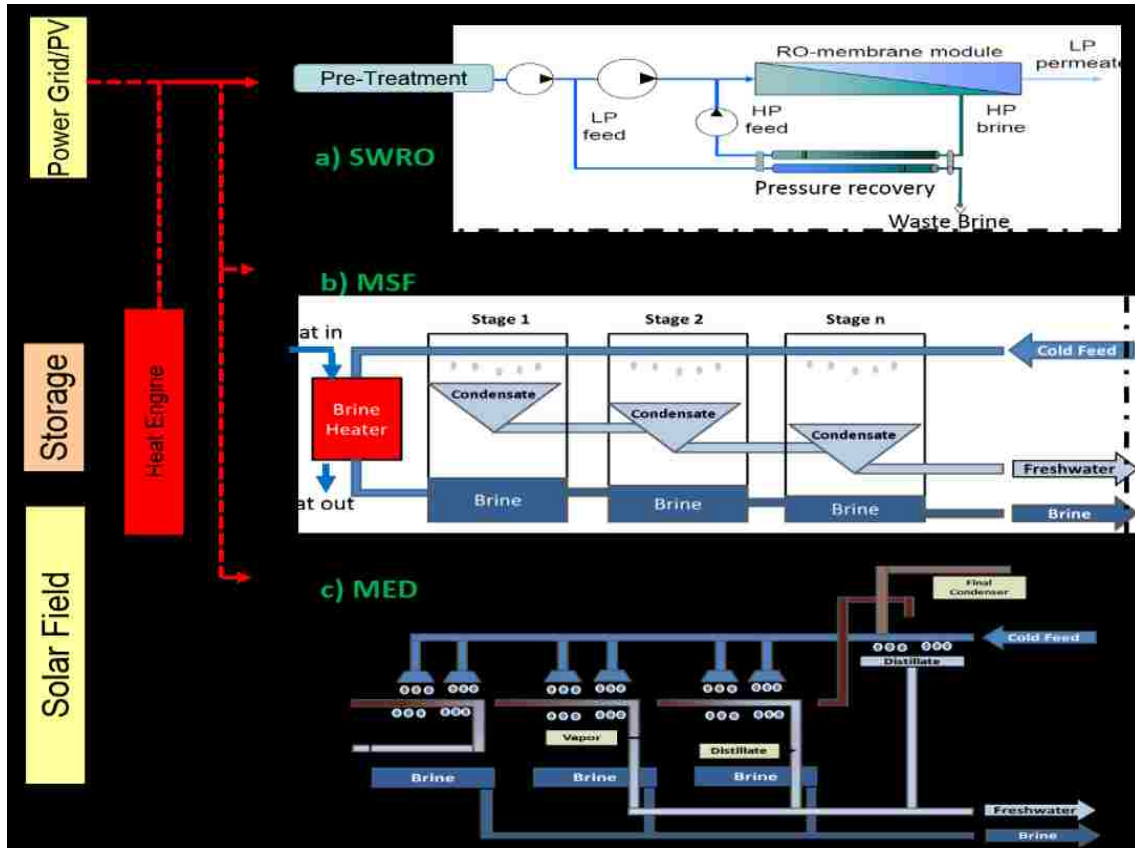 Power Grid/PV
Storage
Solar Field
Heat Engine
a) SWRO
Pre-Treatment
LP
feed
HP
feed
RO-membrane module
LP
permeate
HP
brine
Pressure recovery
Waste Brine
b) MSF
at in
Brine
Heater
at out
Stage 1
Stage 2
Stage n
Condensate
Condensate
Condensate
Brine
Brine
Brine
Cold Feed
Freshwater
Brine
c) MED
Final
Condenser
Cold Feed
Distillate
Vapor
Distillate
Brine
Brine
Brine
Freshwater
Brine